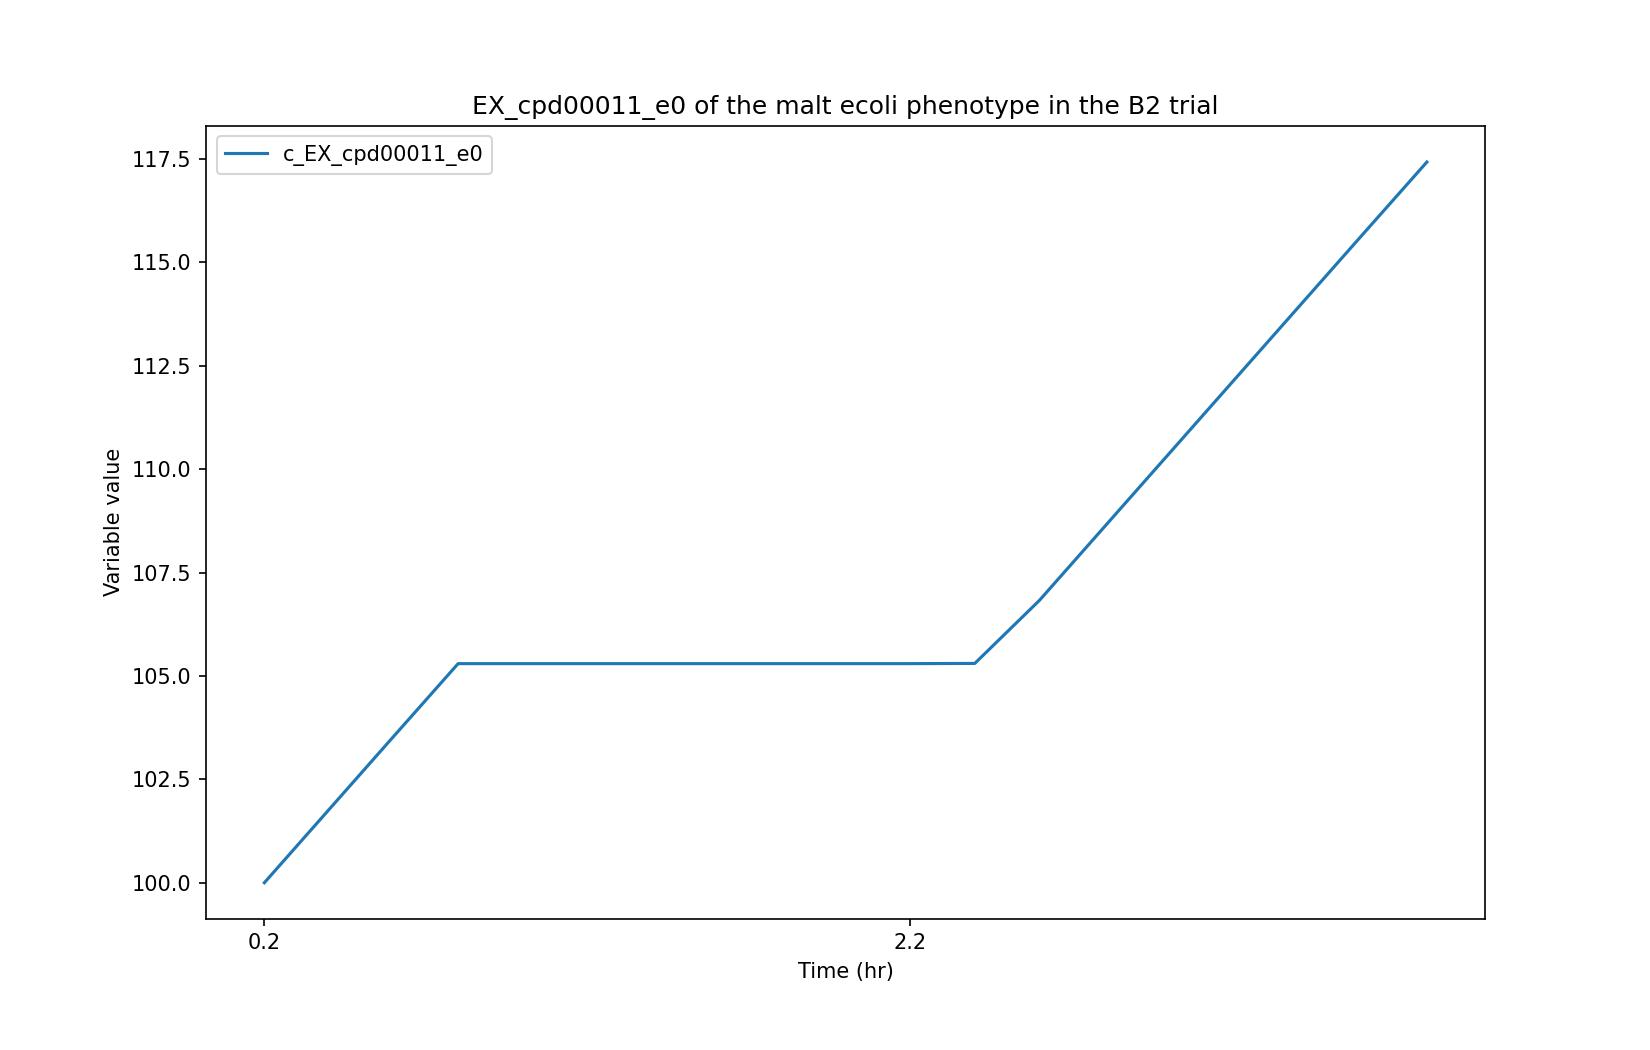 EX_cpd00011_e0 of the malt ecoli phenotype in the B2 trial
c_EX_cpd00011_e0
117.5
115.0
112.5
110.0
107.5
105.0
102.5
100.0
Variable value
0.2
2.2
Time (hr)